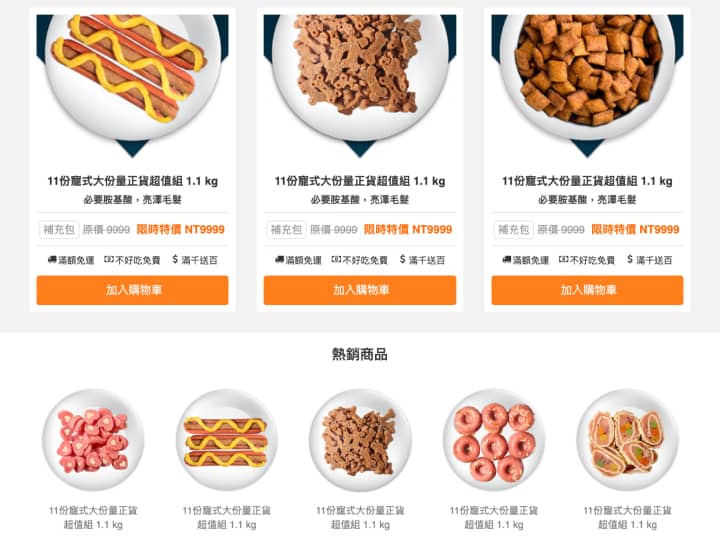 11份寵式大份量正貨超值組 1.1 kg
必要胺基酸，亮澤毛髮
補充包 原價 9999 限時特價 NT9999
滿額免運 不好吃免費 $ 滿千送百
加入購物車
11份寵式大份量正貨超值組 1.1 kg
必要胺基酸，亮澤毛髮
補充包 原價 9999 限時特價 NT9999
滿額免運 不好吃免費 $ 滿千送百
加入購物車
11份寵式大份量正貨超值組 1.1 kg
必要胺基酸，亮澤毛髮
補充包 原價 9999 限時特價 NT9999
滿額免運 不好吃免費 $ 滿千送百
加入購物車
熱銷商品
11份寵式大份量正貨
超值組 1.1 kg
11份寵式大份量正貨
超值組 1.1 kg
11份寵式大份量正貨
超值組 1.1 kg
11份寵式大份量正貨
超值組 1.1 kg
11份寵式大份量正貨
超值組 1.1 kg